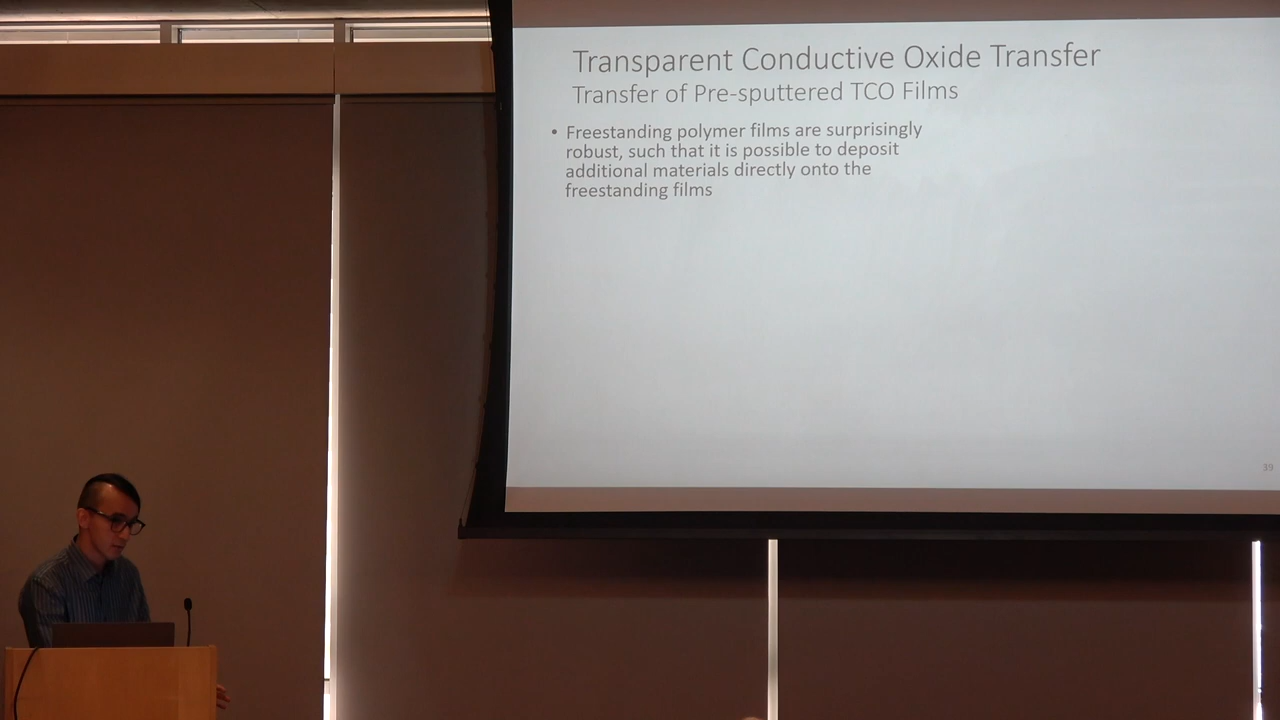 Transparent Conductive Oxide Transfer
Transfer of Pre-sputtered TCO Films
• Freestanding polymer films are surprisingly
robust, such that it is possible to deposit
additional materials directly onto the
freestanding films
39